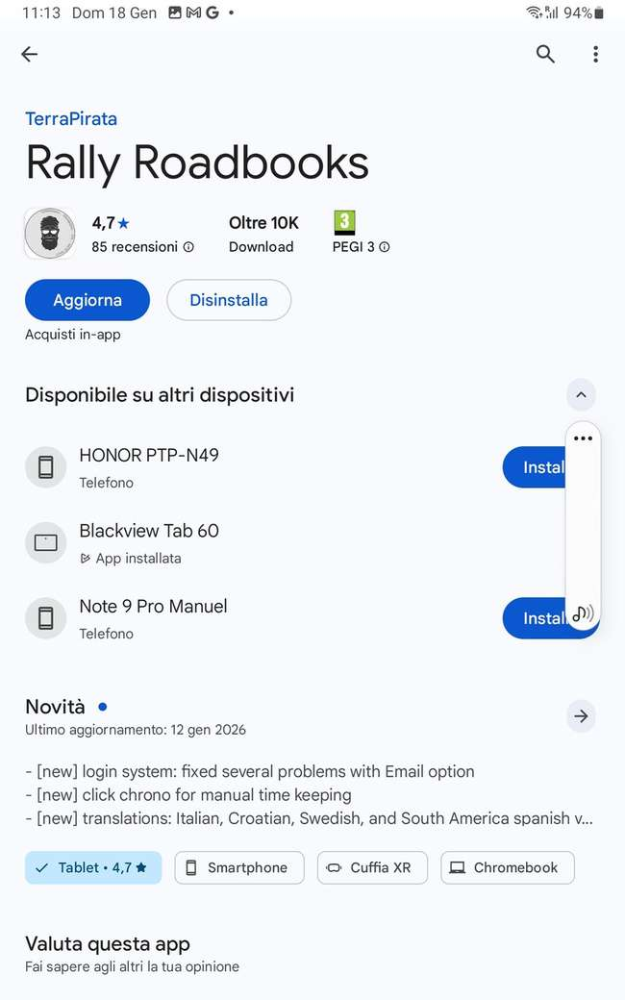 11:13 Dom 18 Gen 94%
TerraPirata
Rally Roadbooks
4,7★ Oltre 10K 3
85 recensioni Download PEGI 3
Aggiorna Disinstalla
Acquisti in-app
Disponibile su altri dispositivi
HONOR PTP-N49
Instal
Telefono
Blackview Tab 60
App installata
Note 9 Pro Manuel
Instal
Telefono
Novità
Ultimo aggiornamento: 12 gen 2026
- [new] login system: fixed several problems with Email option
- [new] click chrono for manual time keeping
- [new] translations: Italian, Croatian, Swedish, and South America spanish v...
Tablet • 4,7 ★ Smartphone Cuffia XR Chromebook
Valuta questa app
Fai sapere agli altri la tua opinione